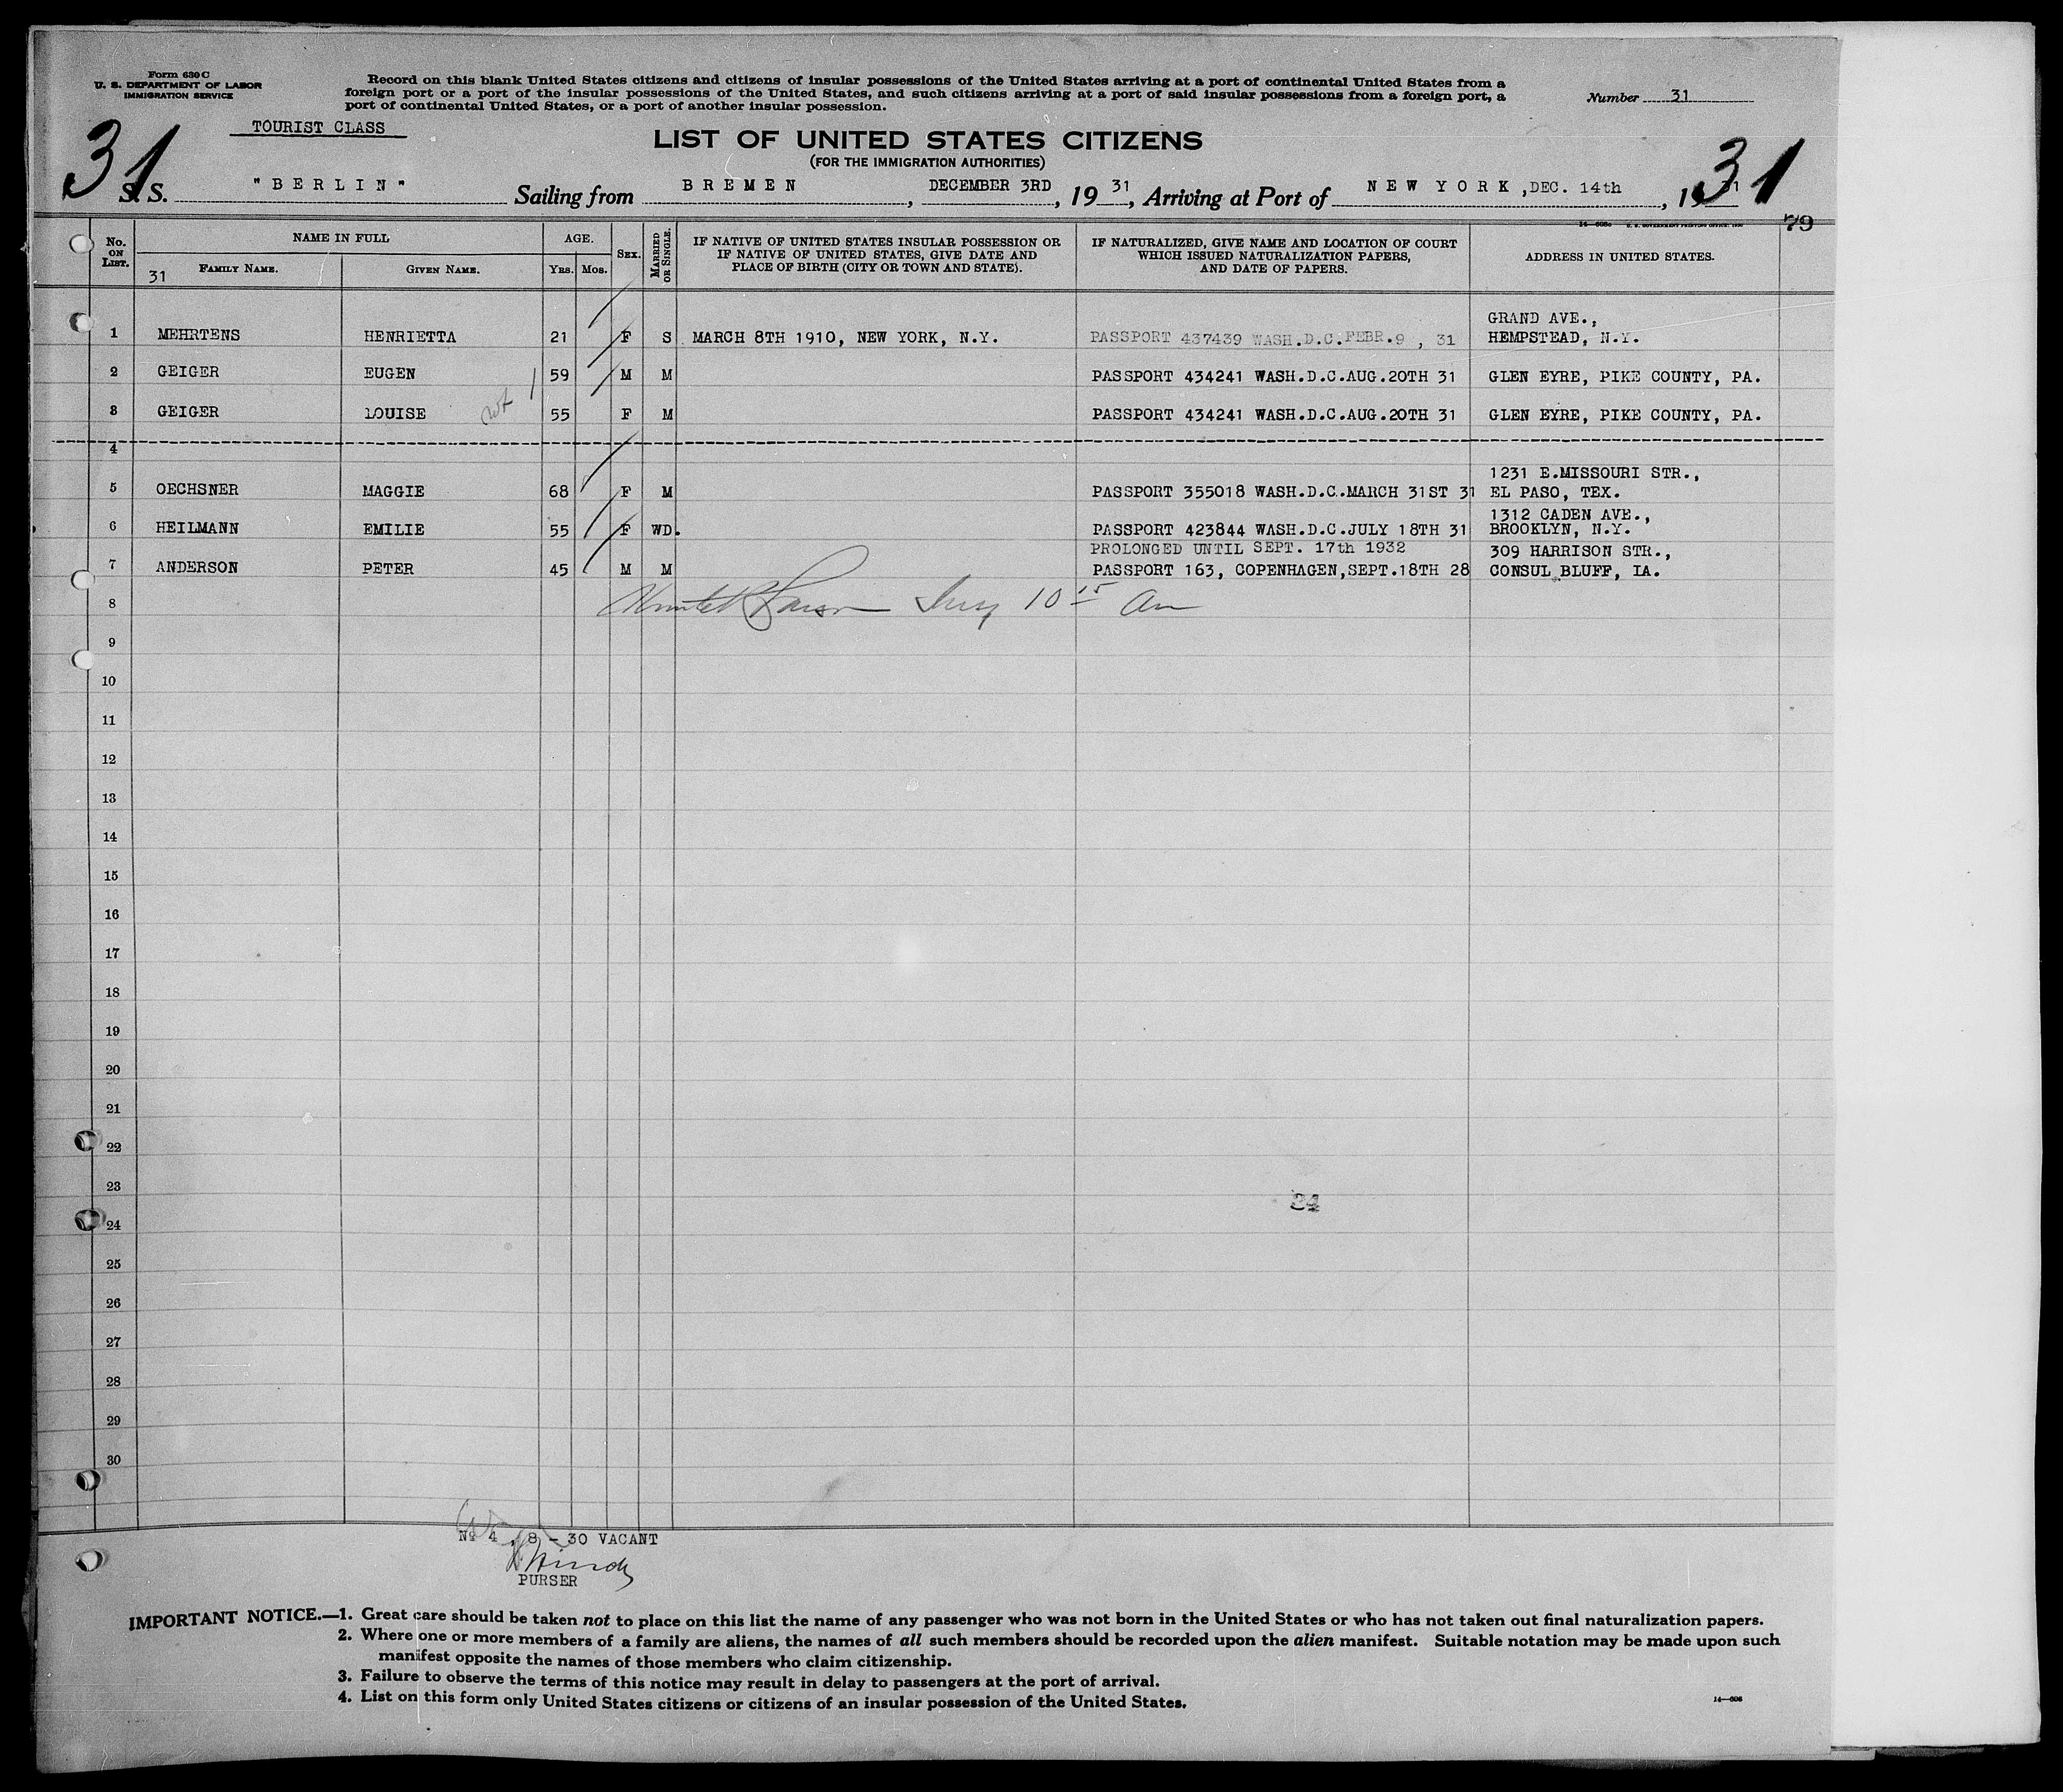 Form 630 C
U. S. DEPARTMENT OF LABOR
IMMIGRATION SERVICE
Record on this blank United States citizens and citizens of insular possessions of the United States arriving at a port of continental United States from a
foreign port or a port of the insular possessions of the United States, and such citizens arriving at a port of said insular possessions from a foreign port, a
port of continental United States, or a port of another insular possession.
Number 31
TOURIST CLASS
31
LIST OF UNITED STATES CITIZENS
31
(FOR THE IMMIGRATION AUTHORITIES)
S. S. "BERLIN" Sailing from BREMEN, DECEMBER 3RD, 19 31, Arriving at Port of NEW YORK, DEC. 14th, 1931
79
No. ON LIST. NAME IN FULL AGE. SEX. MARRIED OR SINGLE. IF NATIVE OF UNITED STATES INSULAR POSSESSION OR IF NATIVE OF UNITED STATES, GIVE DATE AND PLACE OF BIRTH (CITY OR TOWN AND STATE). IF NATURALIZED, GIVE NAME AND LOCATION OF COURT WHICH ISSUED NATURALIZATION PAPERS, AND DATE OF PAPERS. ADDRESS IN UNITED STATES.
31 FAMILY NAME. GIVEN NAME. YRS. MOS.
GRAND AVE.,
1 MEHRTENS HENRIETTA 21 F S MARCH 8TH 1910, NEW YORK, N.Y. PASSPORT 437439 WASH.D.C.FEBR.9 , 31 HEMPSTEAD, N.Y.
2 GEIGER EUGEN 59 M M PASSPORT 434241 WASH.D.C.AUG.20TH 31 GLEN EYRE, PIKE COUNTY, PA.
3 GEIGER LOUISE 55 F M PASSPORT 434241 WASH.D.C.AUG.20TH 31 GLEN EYRE, PIKE COUNTY, PA.
4
1231 E.MISSOURI STR.,
5 OECHSNER MAGGIE 68 F M PASSPORT 355018 WASH.D.C.MARCH 31ST 31 EL PASO, TEX.
1312 CADEN AVE.,
6 HEILMANN EMILIE 55 F WD. PASSPORT 423844 WASH.D.C.JULY 18TH 31 BROOKLYN, N.Y.
PROLONGED UNTIL SEPT. 17th 1932 309 HARRISON STR.,
7 ANDERSON PETER 45 M M PASSPORT 163, COPENHAGEN,SEPT.18TH 28 CONSUL BLUFF, IA.
8 10 15 am
9
10
11
12
13
14
15
16
17
18
19
20
21
22
23
34
24
25
26
27
28
29
30
No 4 , 8 - 30 VACANT
PURSER
IMPORTANT NOTICE.—1. Great care should be taken not to place on this list the name of any passenger who was not born in the United States or who has not taken out final naturalization papers.
2. Where one or more members of a family are aliens, the names of all such members should be recorded upon the alien manifest. Suitable notation may be made upon such
manifest opposite the names of those members who claim citizenship.
3. Failure to observe the terms of this notice may result in delay to passengers at the port of arrival.
4. List on this form only United States citizens or citizens of an insular possession of the United States.